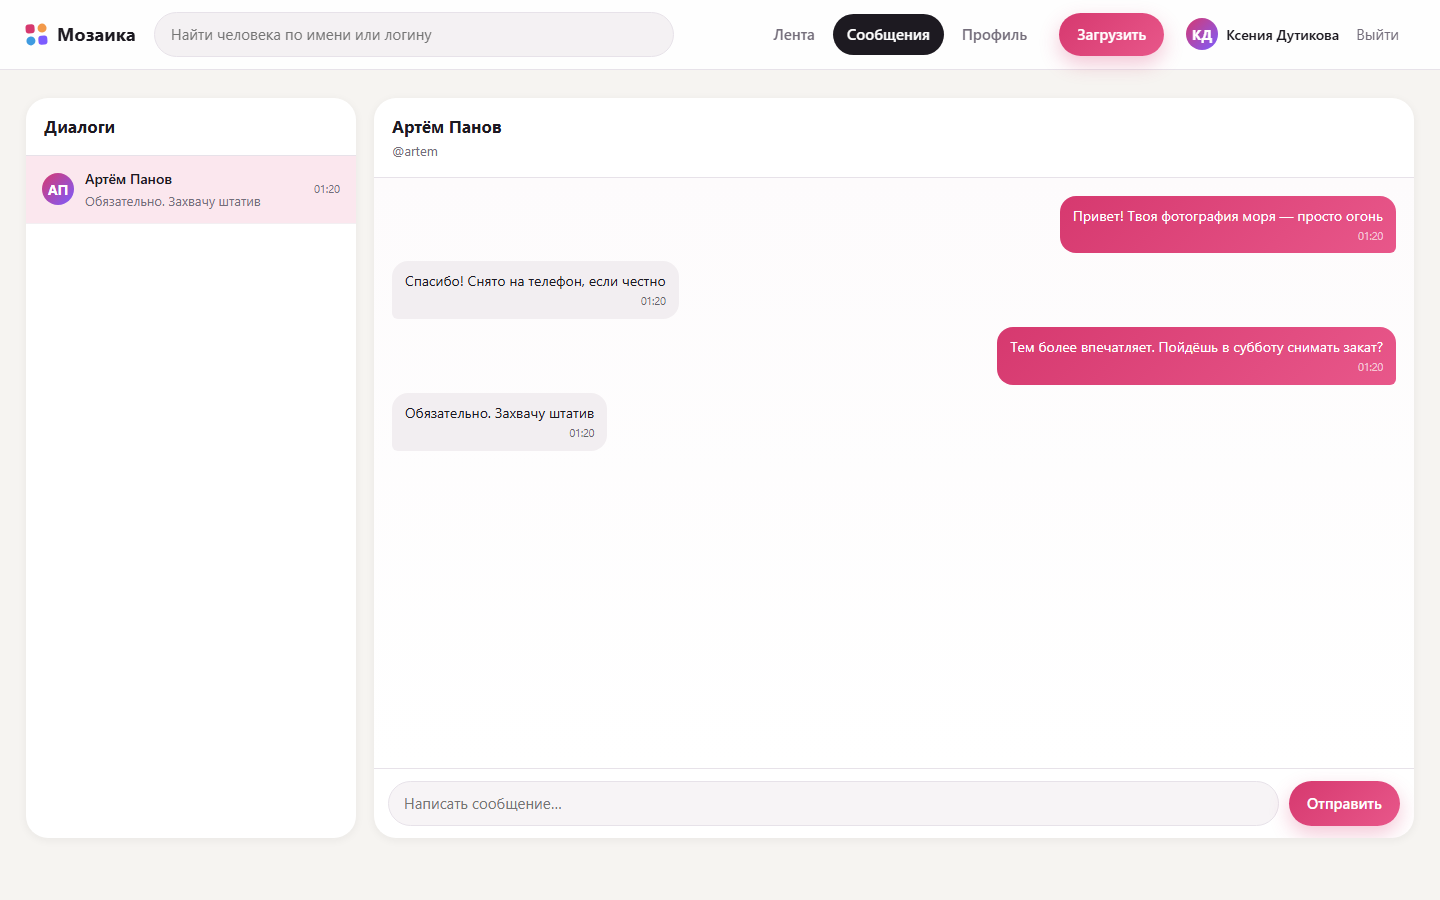 Мозаика
Найти человека по имени или логину
Лента
Сообщения
Профиль
Загрузить
КД
Ксения Дутикова
Выйти
Диалоги
АП
Артём Панов
01:20
Обязательно. Захвачу штатив
Артём Панов
@artem
Привет! Твоя фотография моря — просто огонь
01:20
Спасибо! Снято на телефон, если честно
01:20
Тем более впечатляет. Пойдёшь в субботу снимать закат?
01:20
Обязательно. Захвачу штатив
01:20
Написать сообщение...
Отправить